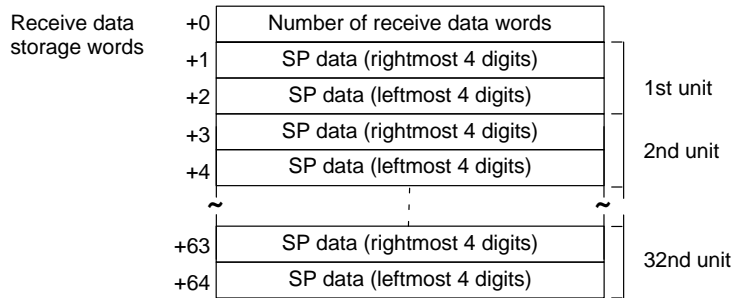 Receive data
storage words
+0 Number of receive data words
+1 SP data (rightmost 4 digits)
+2 SP data (leftmost 4 digits)
1st unit
+3 SP data (rightmost 4 digits)
+4 SP data (leftmost 4 digits)
2nd unit
+63 SP data (rightmost 4 digits)
+64 SP data (leftmost 4 digits)
32nd unit